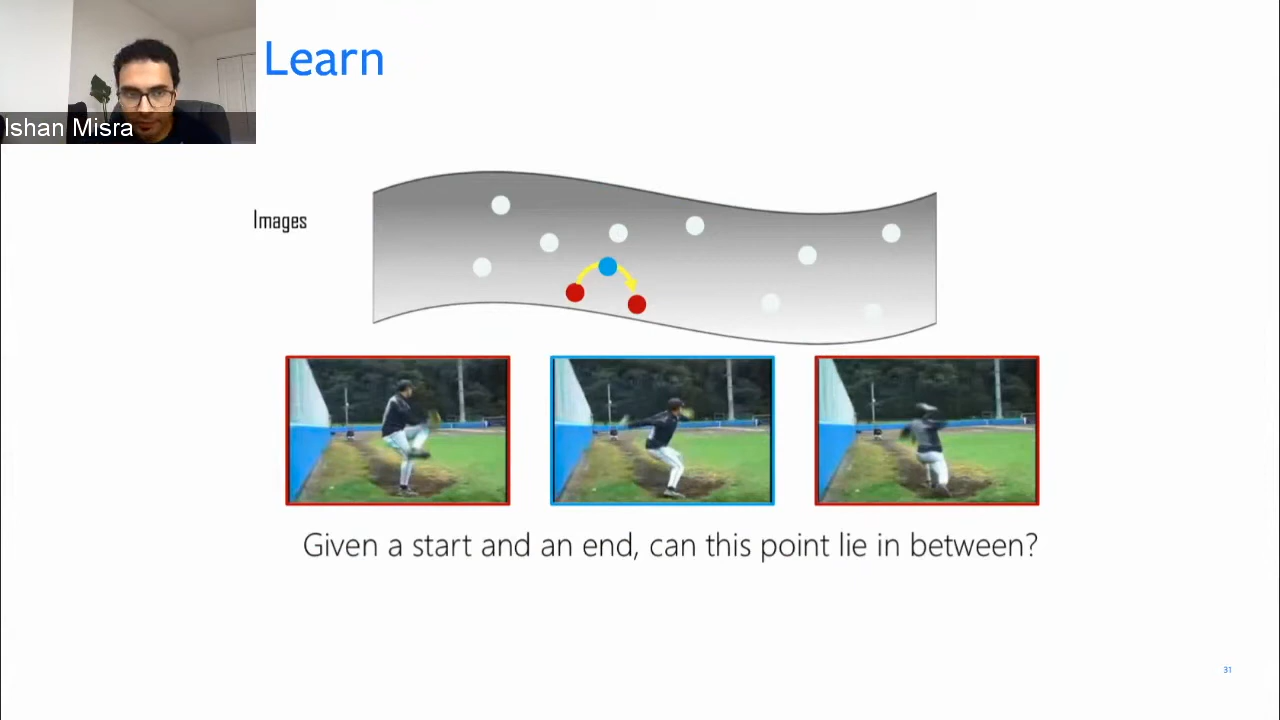 Learn
Ishan Misra
Images
Given a start and an end, can this point lie in between?
31